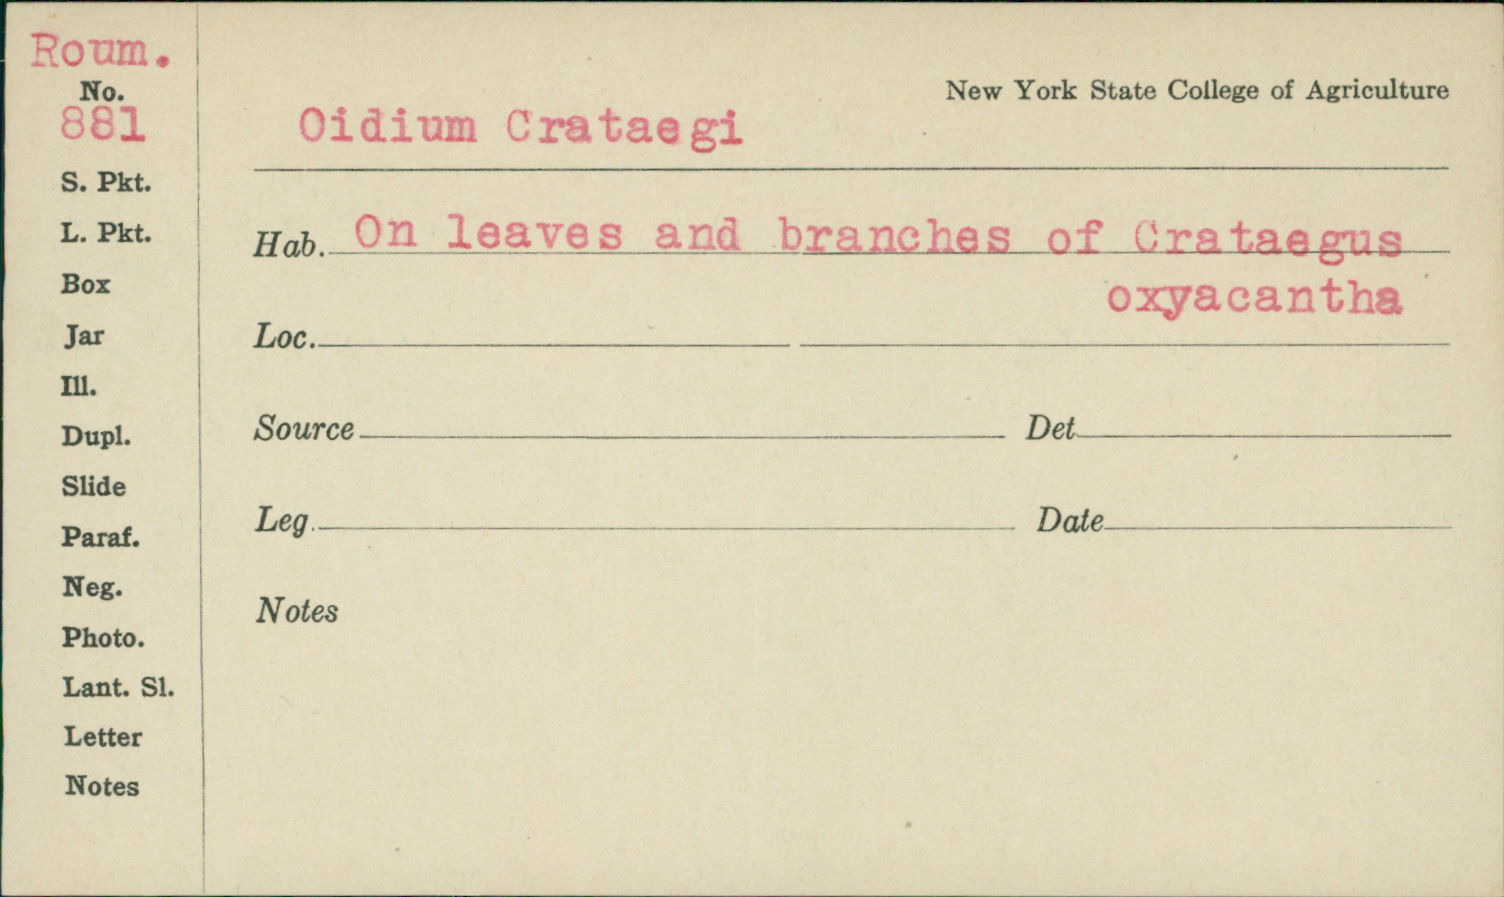 Roum.
No.
881
S. Pkt.
L. Pkt.
Box
Jar
Ill.
Dupl.
Slide
Paraf.
Neg.
Photo.
Lant. Sl.
Letter
Notes
New York State College of Agriculture
Oidium Crataegi
Hab. On leaves and branches of Crataegus
oxyacantha
Loc.
Source Det
Leg. Date
Notes